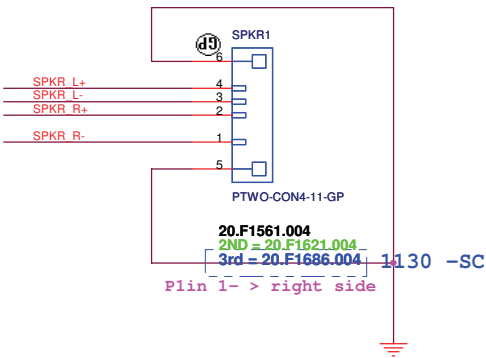 SPKR1
GP
6
SPKR_L+ 4
SPKR_L- 3
SPKR_R+ 2
SPKR_R- 1
5
PTWO-CON4-11-GP
20.F1561.004
2ND = 20.F1621.004
3rd = 20.F1686.004 1130 -SC
P1in 1- > right side